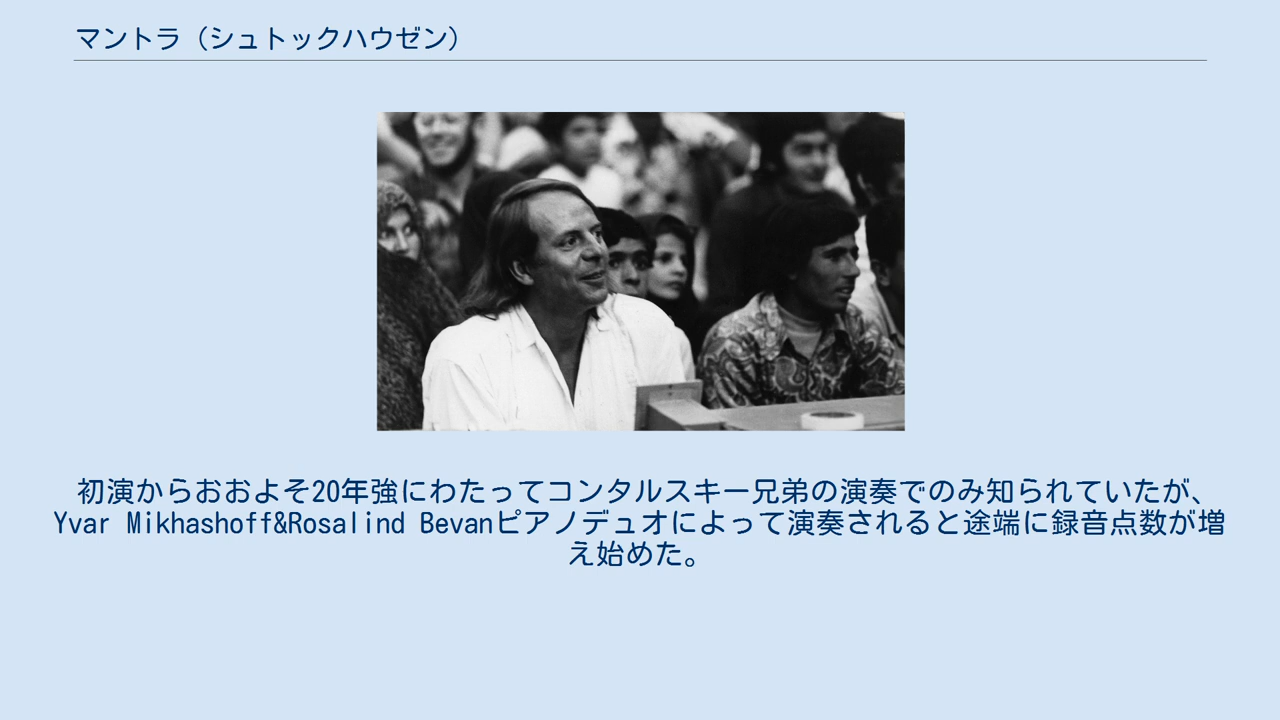 マントラ（シュトックハウゼン）
初演からおおよそ20年強にわたってコンタルスキー兄弟の演奏でのみ知られていたが、
Yvar Mikhashoff&Rosalind Bevanピアノデュオによって演奏されると途端に録音点数が増
え始めた。